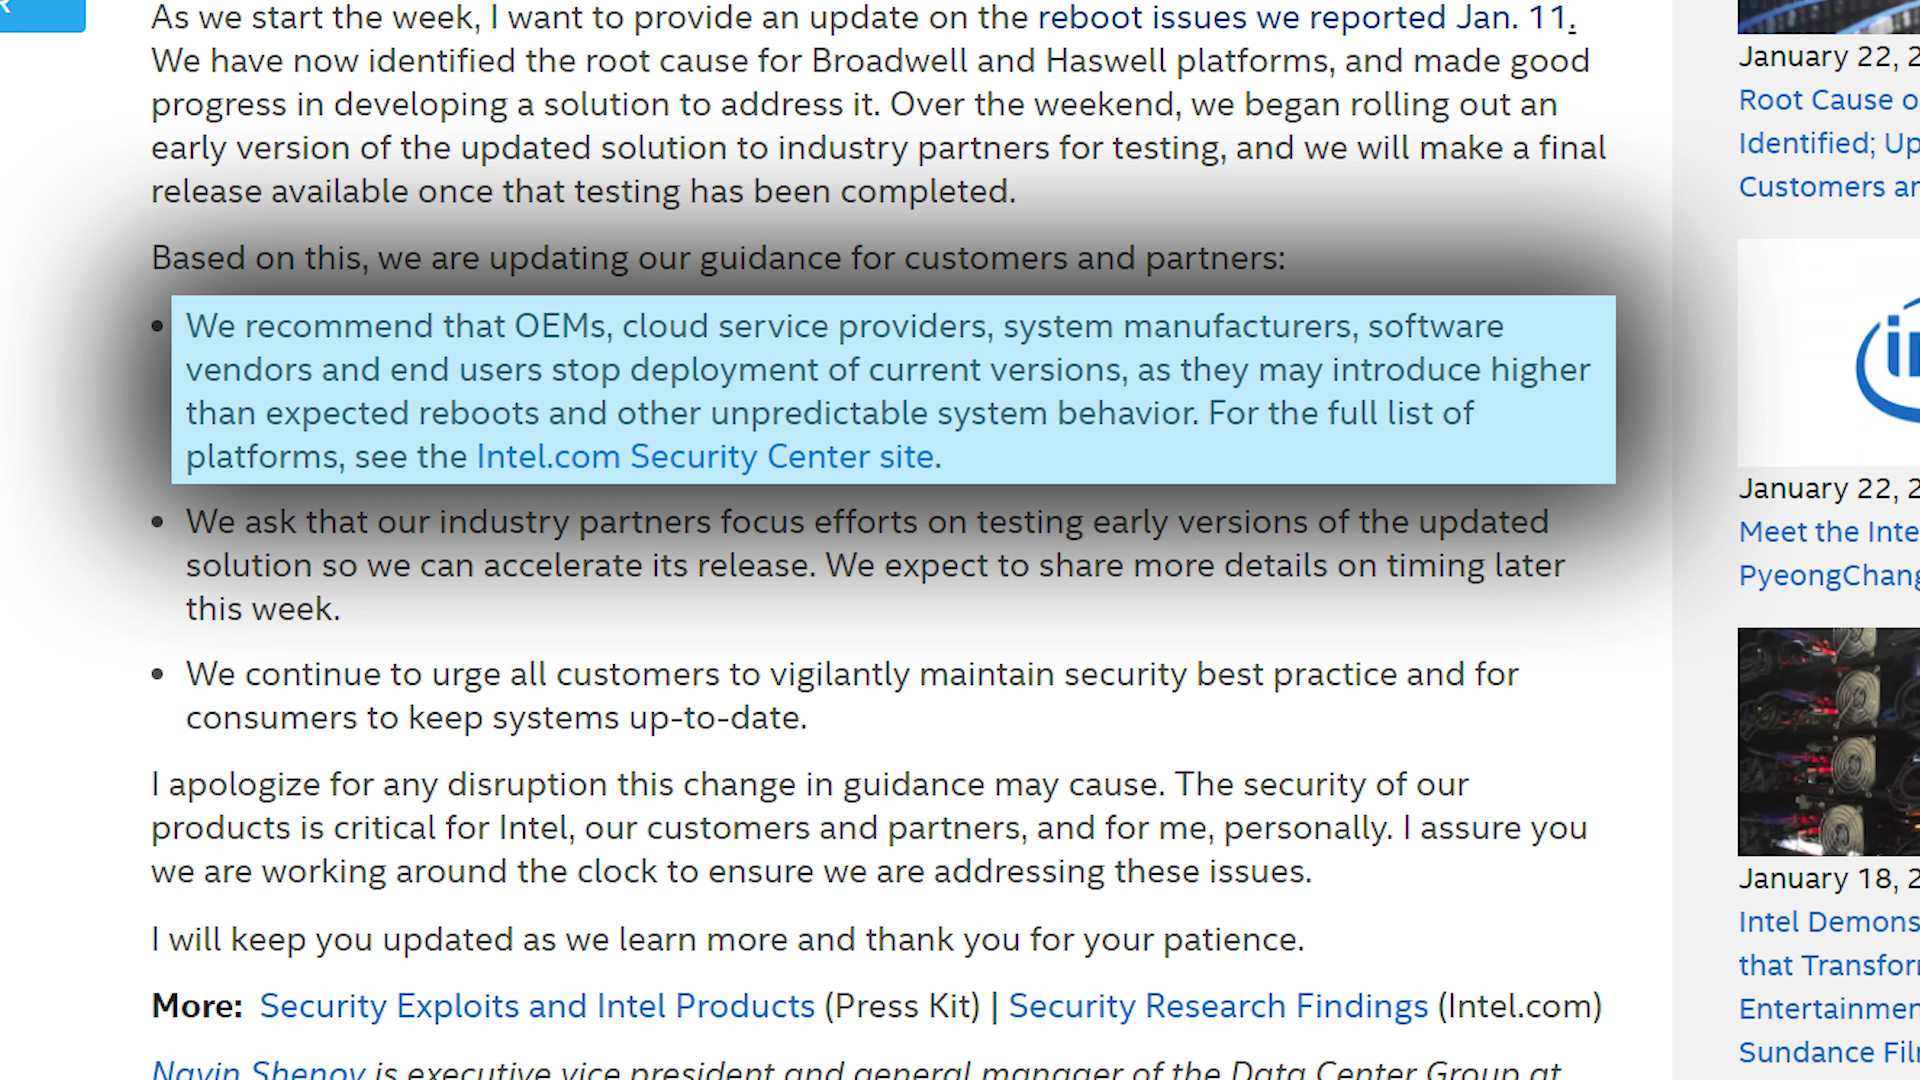 As we start the week, I want to provide an update on the reboot issues we reported Jan. 11.
We have now identified the root cause for Broadwell and Haswell platforms, and made good
progress in developing a solution to address it. Over the weekend, we began rolling out an
early version of the updated solution to industry partners for testing, and we will make a final
release available once that testing has been completed.
Based on this, we are updating our guidance for customers and partners:
• We recommend that OEMs, cloud service providers, system manufacturers, software
vendors and end users stop deployment of current versions, as they may introduce higher
than expected reboots and other unpredictable system behavior. For the full list of
platforms, see the Intel.com Security Center site.
• We ask that our industry partners focus efforts on testing early versions of the updated
solution so we can accelerate its release. We expect to share more details on timing later
this week.
• We continue to urge all customers to vigilantly maintain security best practice and for
consumers to keep systems up-to-date.
I apologize for any disruption this change in guidance may cause. The security of our
products is critical for Intel, our customers and partners, and for me, personally. I assure you
we are working around the clock to ensure we are addressing these issues.
I will keep you updated as we learn more and thank you for your patience.
More: Security Exploits and Intel Products (Press Kit) | Security Research Findings (Intel.com)
Navin Shenoy is executive vice president and general manager of the Data Center Group at
January 22, 2
Root Cause o
Identified; Up
Customers an
in
January 22, 2
Meet the Inte
PyeongChang
January 18, 2
Intel Demons
that Transfor
Entertainmen
Sundance Fil